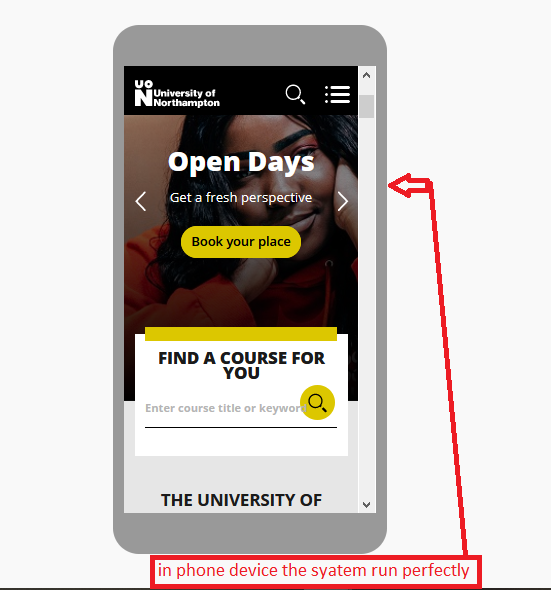 UON
University of
Northampton
Open Days
Get a fresh perspective
Book your place
FIND A COURSE FOR
YOU
Enter course title or keyword
THE UNIVERSITY OF
in phone device the syatem run perfectly